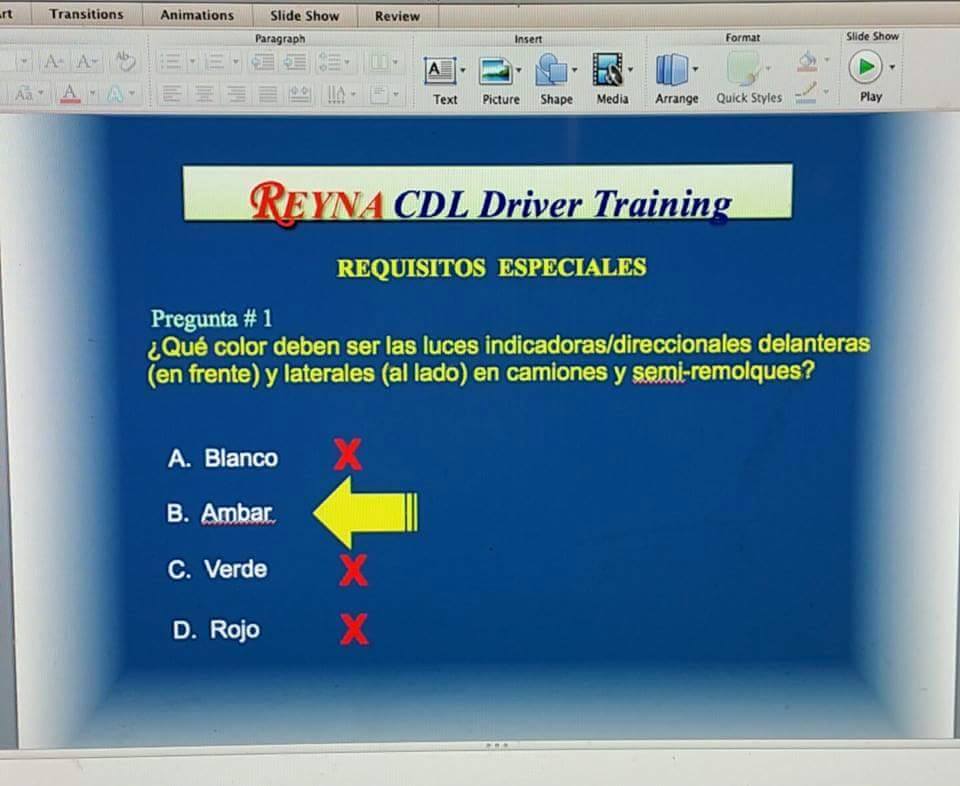 rt Transitions Animations Slide Show Review
Paragraph Insert Format Slide Show
A A Ab
Aa A A
Text Picture Shape Media Arrange Quick Styles Play
REYNA CDL Driver Training
REQUISITOS ESPECIALES
Pregunta # 1
¿Qué color deben ser las luces indicadoras/direccionales delanteras
(en frente) y laterales (al lado) en camiones y semi-remolques?
A. Blanco X
B. Ambar
C. Verde X
D. Rojo X